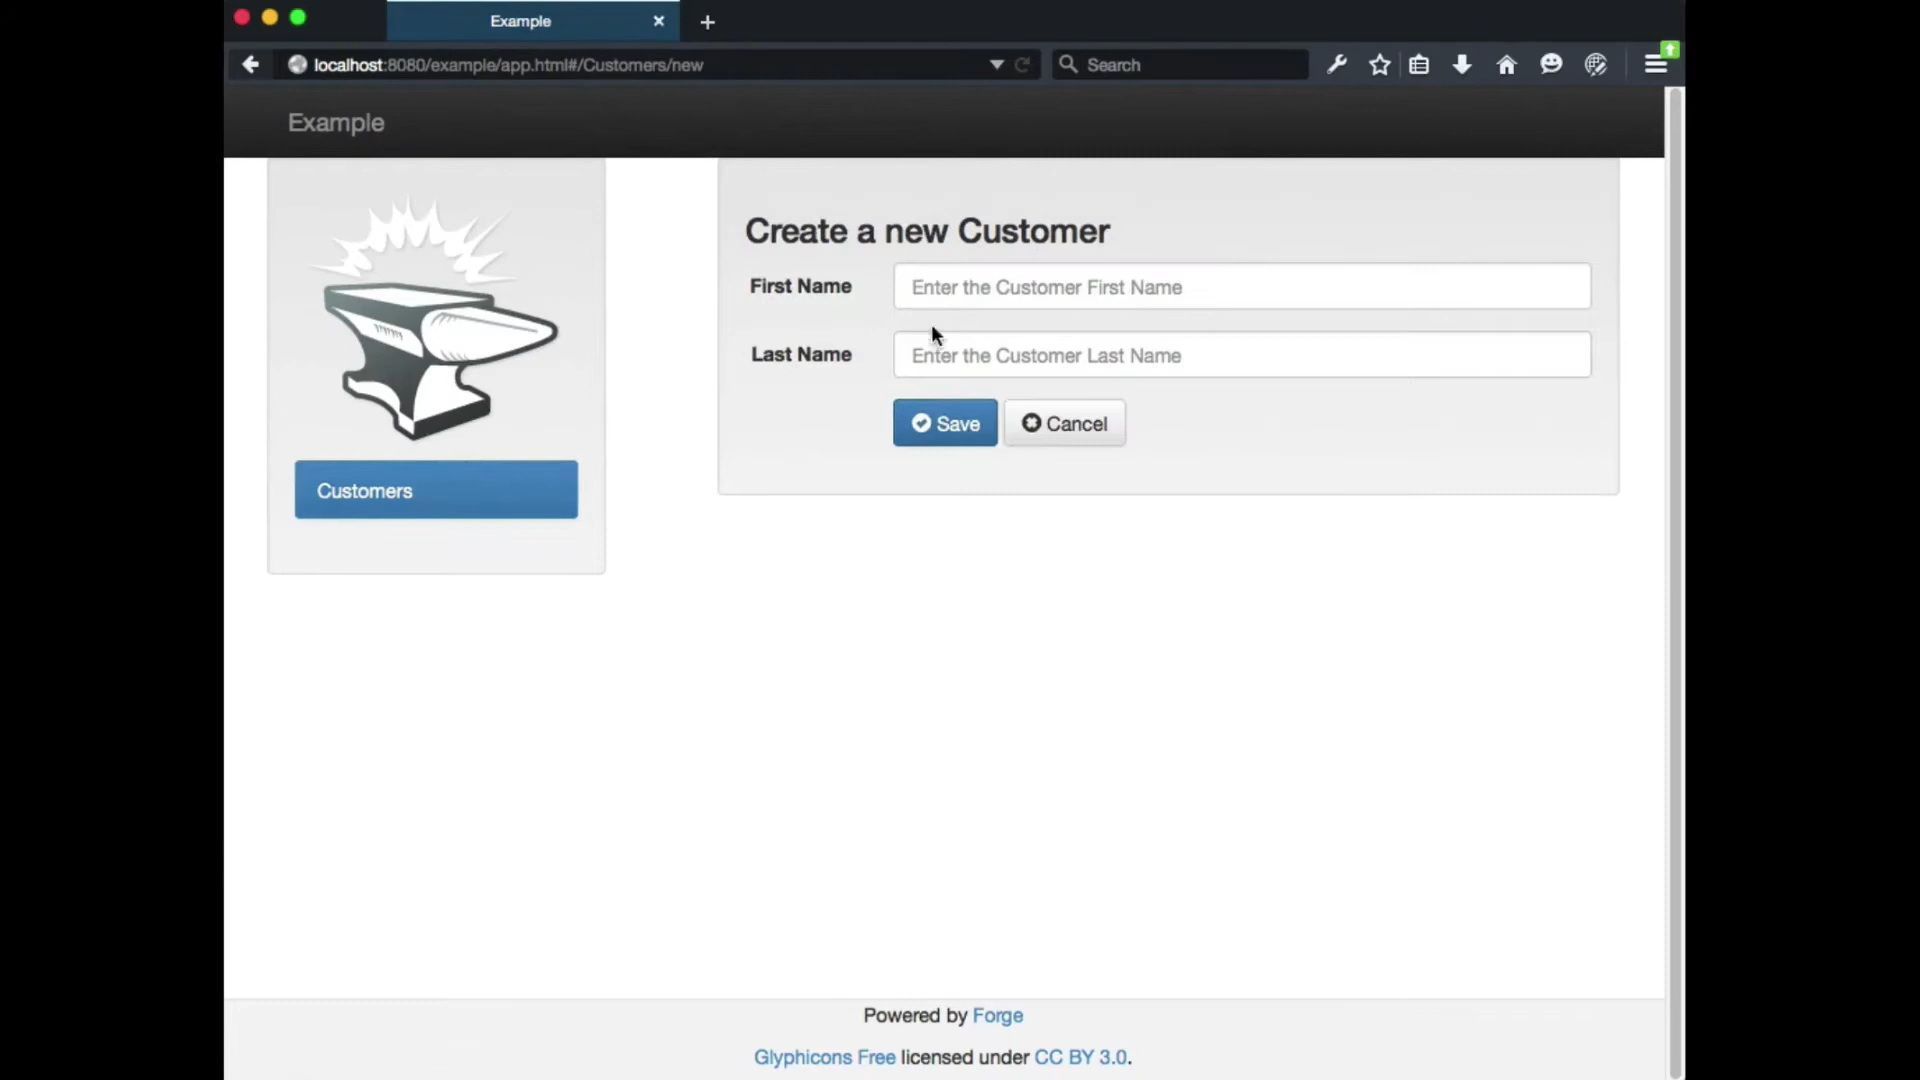 Example
localhost:8080/example/app.html#/Customers/new
Search
Example
Create a new Customer
First Name
Enter the Customer First Name
Last Name
Enter the Customer Last Name
Save
Cancel
Customers
Powered by Forge
Glyphicons Free licensed under CC BY 3.0.